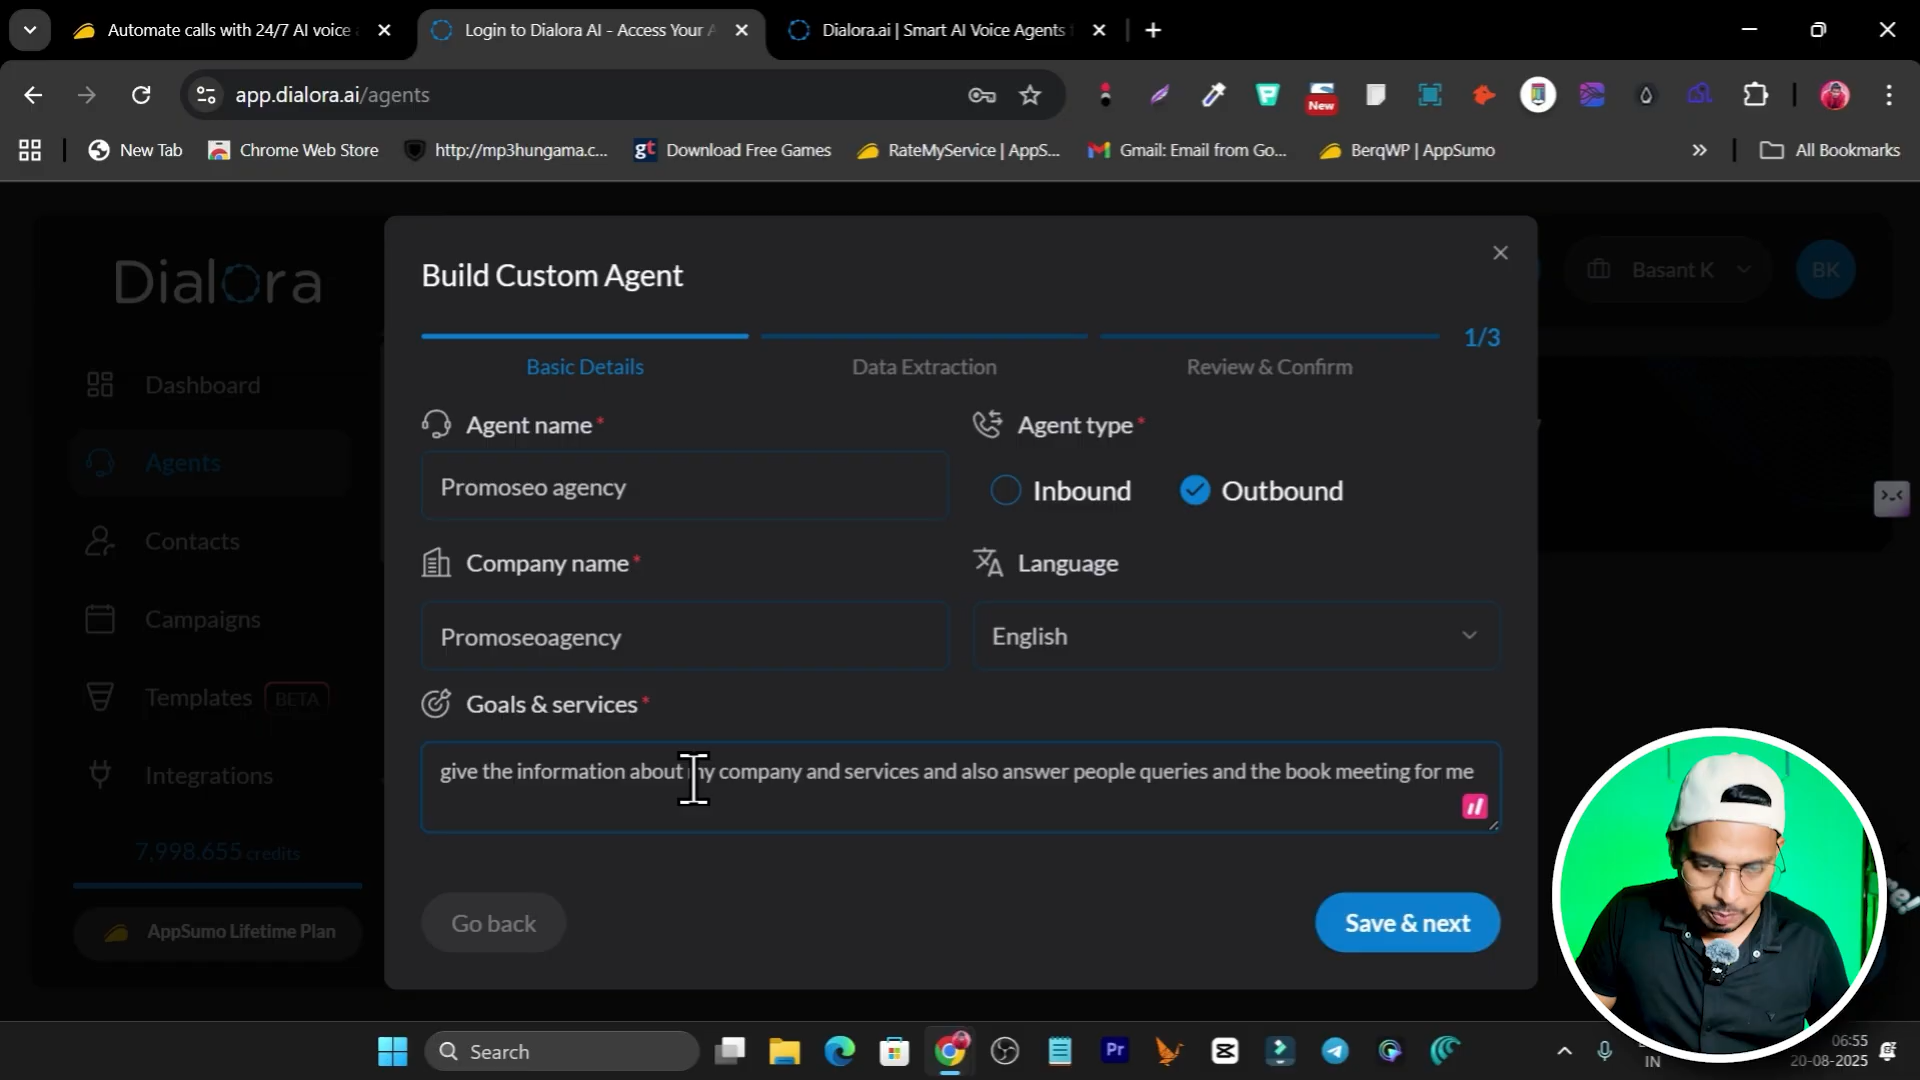 Automate calls with 24/7 AI voice
Login to Dialora AI - Access Your A
Dialora.ai | Smart AI Voice Agents
app.dialora.ai/agents
New
New Tab
Chrome Web Store
http://mp3hungama.c...
gt Download Free Games
RateMyService | AppS...
Gmail: Email from Go...
BerqWP | AppSumo
All Bookmarks
Dialora
Basant K
BK
Dashboard
Agents
Contacts
Campaigns
Templates BETA
Integrations
7,998.655 credits
AppSumo Lifetime Plan
Build Custom Agent
1/3
Basic Details
Data Extraction
Review & Confirm
Agent name *
Agent type *
Promoseo agency
Inbound
Outbound
Company name *
Language
Promoseoagency
English
Goals & services *
give the information about my company and services and also answer people queries and the book meeting for me
Go back
Save & next
Search
Pr
IN
06:55
20-08-2025